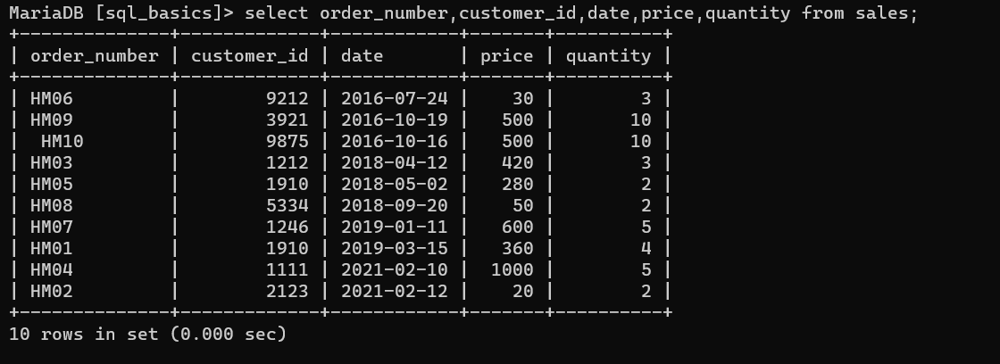 MariaDB [sql_basics]> select order_number,customer_id,date,price,quantity from sales;
+--------------+-------------+------------+-------+----------+
| order_number | customer_id | date       | price | quantity |
+--------------+-------------+------------+-------+----------+
| HM06         |        9212 | 2016-07-24 |    30 |        3 |
| HM09         |        3921 | 2016-10-19 |   500 |       10 |
|  HM10        |        9875 | 2016-10-16 |   500 |       10 |
| HM03         |        1212 | 2018-04-12 |   420 |        3 |
| HM05         |        1910 | 2018-05-02 |   280 |        2 |
| HM08         |        5334 | 2018-09-20 |    50 |        2 |
| HM07         |        1246 | 2019-01-11 |   600 |        5 |
| HM01         |        1910 | 2019-03-15 |   360 |        4 |
| HM04         |        1111 | 2021-02-10 |  1000 |        5 |
| HM02         |        2123 | 2021-02-12 |    20 |        2 |
+--------------+-------------+------------+-------+----------+
10 rows in set (0.000 sec)